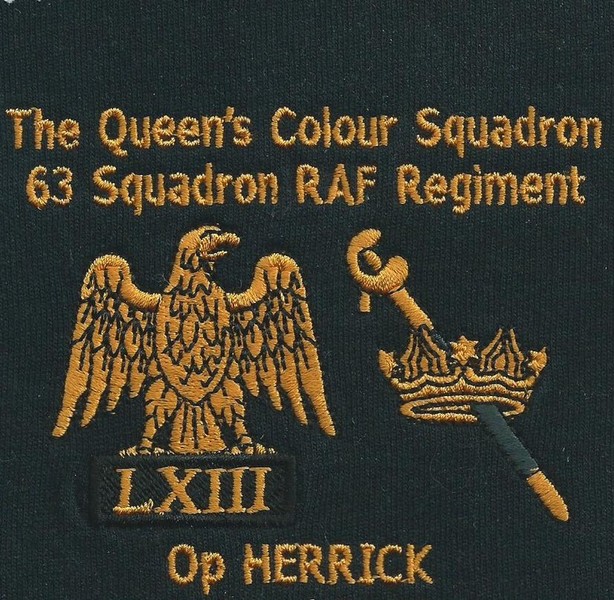 The Queen's Colour Squadron
63 Squadron RAF Regiment
LXIII
Op HERRICK